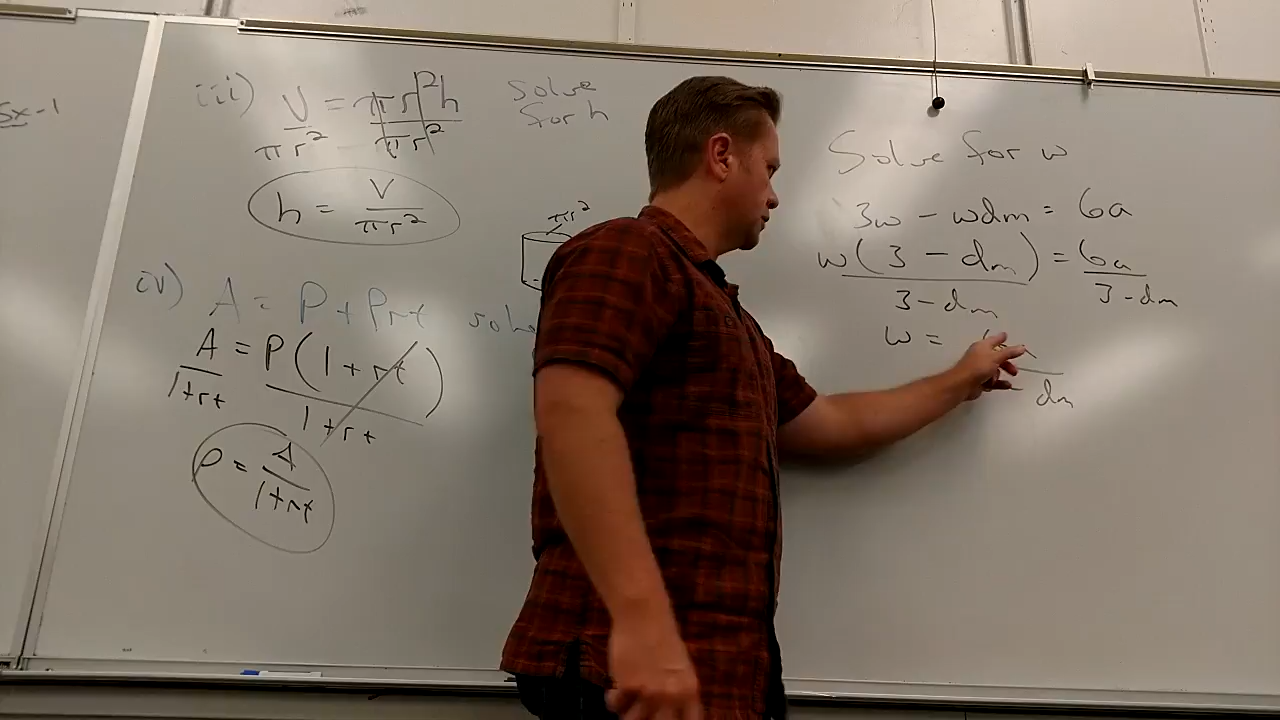 5x-1
iii) V = πr²h Solve
πr² πr² for h
h = V
πr²
πr²
iv) A = P + Prt
A = P(1+rt)
1+rt 1+rt
P = A
1+rt
Solve for w
3w - wdm = 6a
w(3 - dm) = 6a
3-dm 3-dm
w =
dm